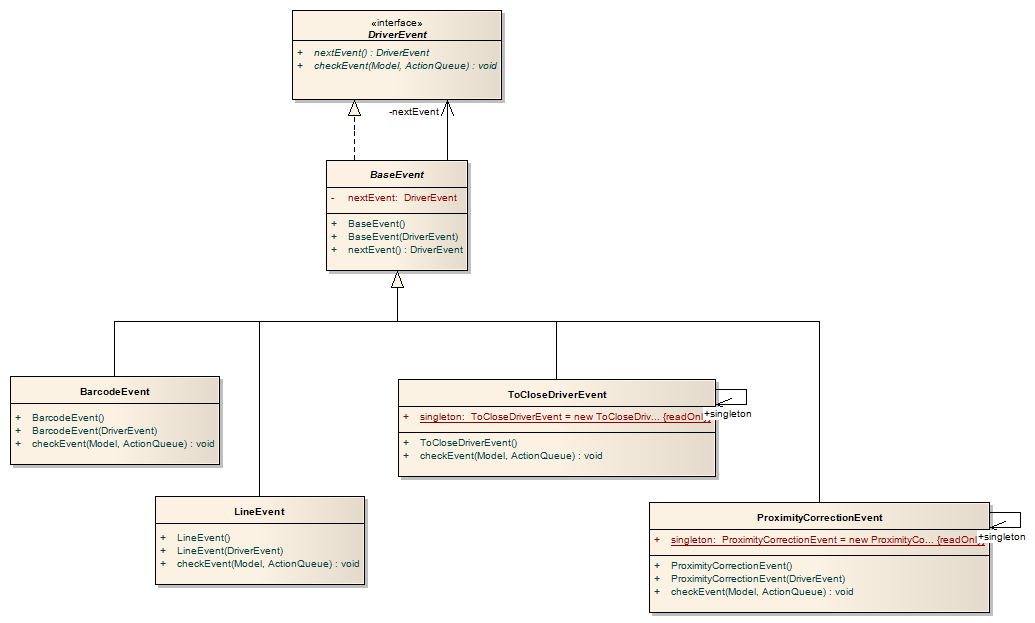 «interface»
DriverEvent
+ nextEvent() : DriverEvent
+ checkEvent(Model, ActionQueue) : void
-nextEvent
BaseEvent
- nextEvent: DriverEvent
+ BaseEvent()
+ BaseEvent(DriverEvent)
+ nextEvent() : DriverEvent
BarcodeEvent
+ BarcodeEvent()
+ BarcodeEvent(DriverEvent)
+ checkEvent(Model, ActionQueue) : void
ToCloseDriverEvent
+ singleton: ToCloseDriverEvent = new ToCloseDriv... {readOnl
+singleton
+ ToCloseDriverEvent()
+ checkEvent(Model, ActionQueue) : void
LineEvent
+ LineEvent()
+ LineEvent(DriverEvent)
+ checkEvent(Model, ActionQueue) : void
ProximityCorrectionEvent
+ singleton: ProximityCorrectionEvent = new ProximityCo... {readOnl
+singleton
+ ProximityCorrectionEvent()
+ ProximityCorrectionEvent(DriverEvent)
+ checkEvent(Model, ActionQueue) : void